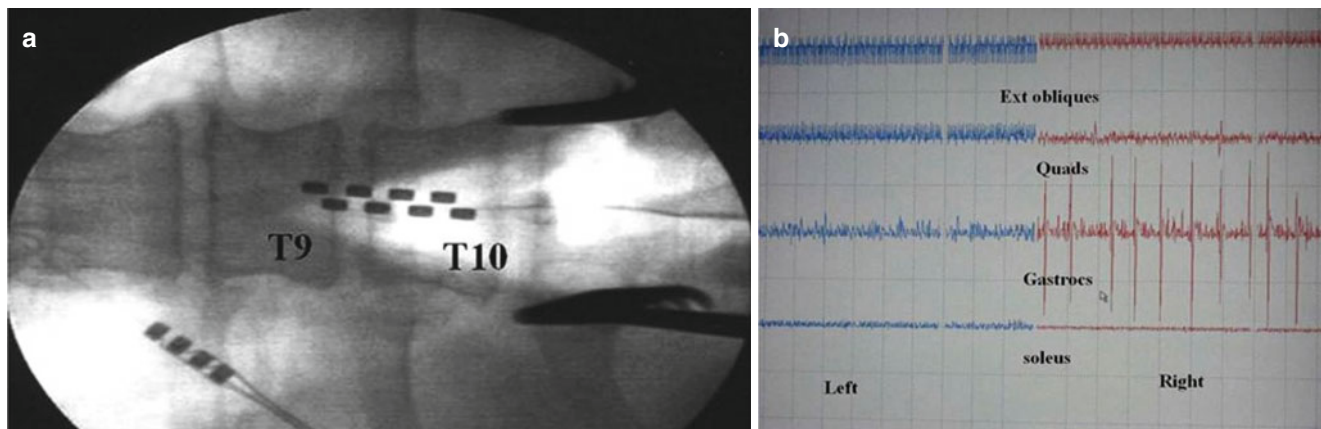 a
T9
T10
b
Ext obliques
Quads
Gastrocs
soleus
Left
Right